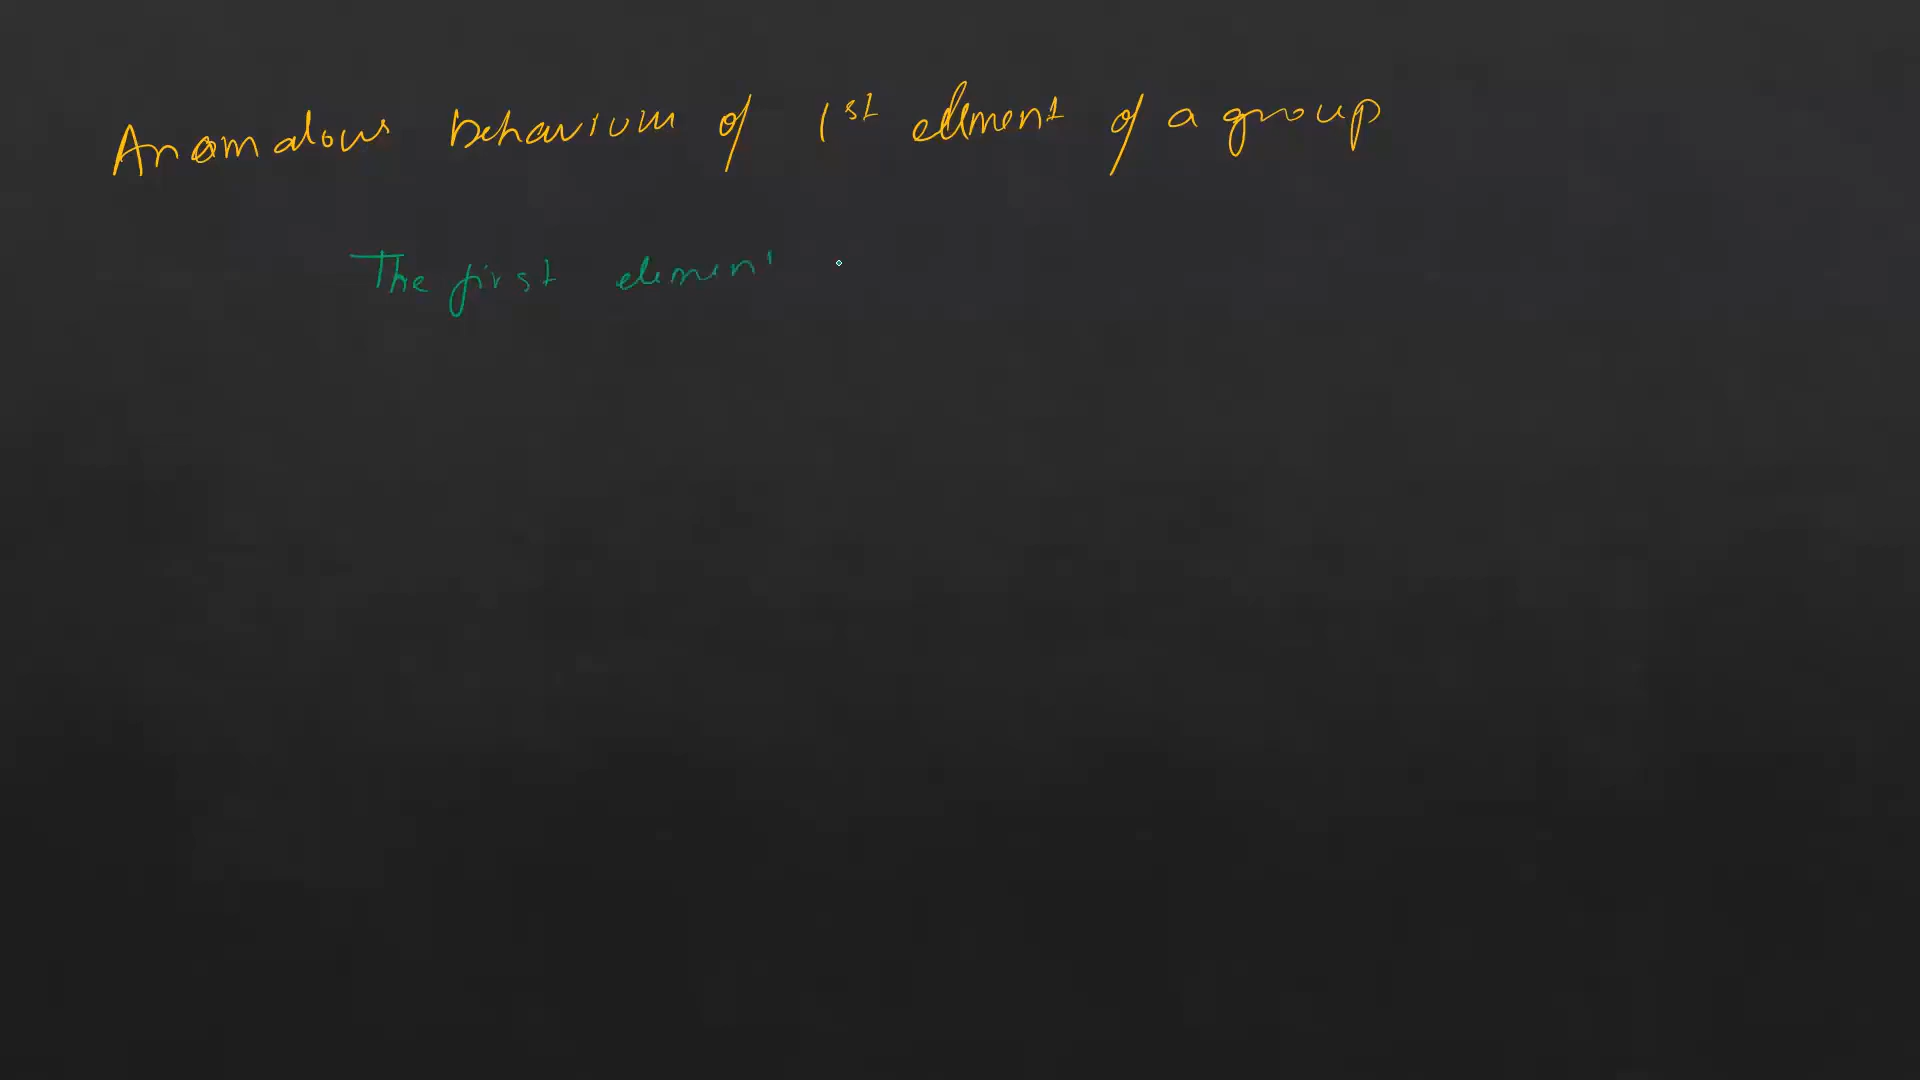 Anomalous behaviour of 1st element of a group
The first element